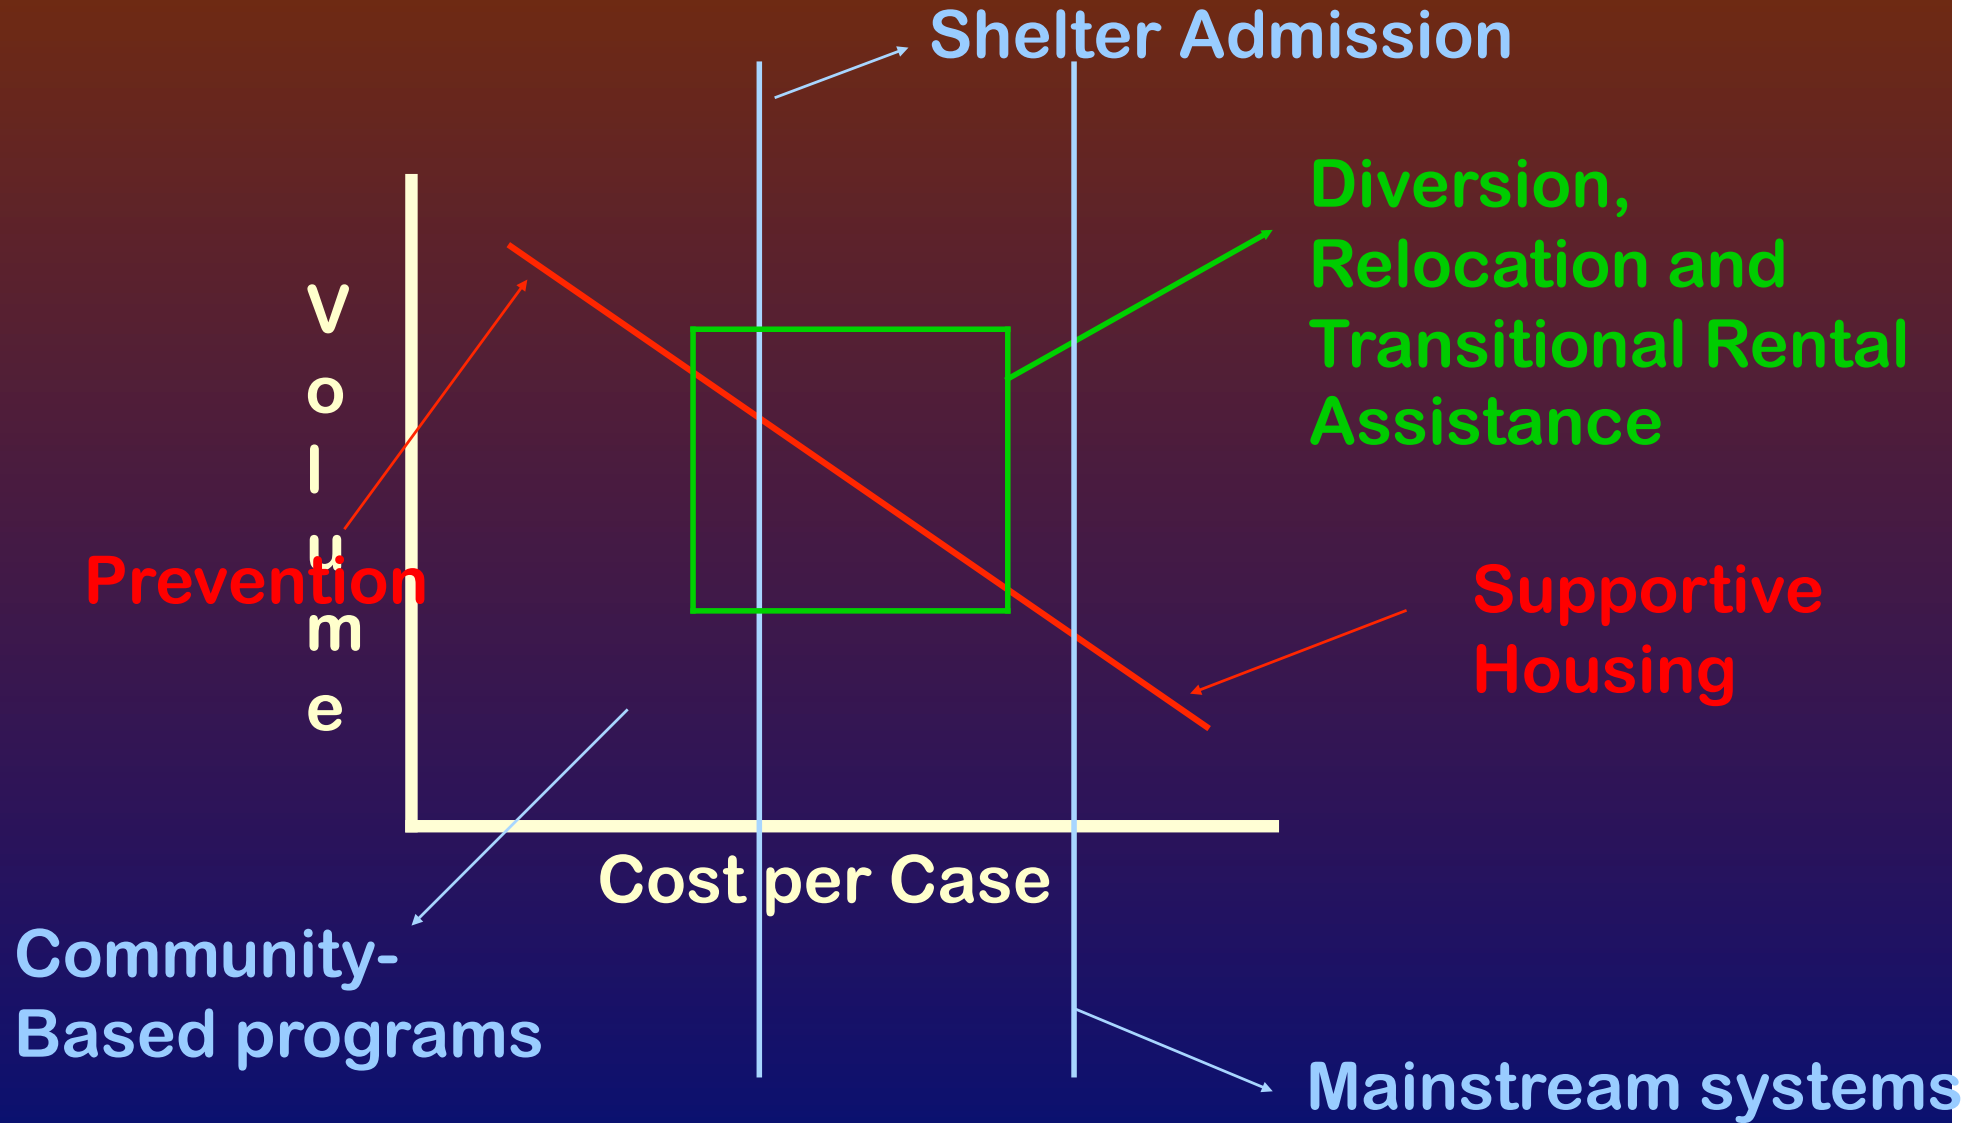 Shelter Admission
Diversion,
Relocation and
Transitional Rental
Assistance
V
o
l
u
m
e
Prevention
Supportive
Housing
Cost per Case
Community-
Based programs
Mainstream systems